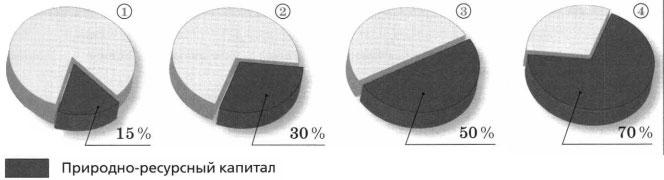 ① ② ③ ④
15 % 30 % 50 % 70 %
Природно-ресурсный капитал